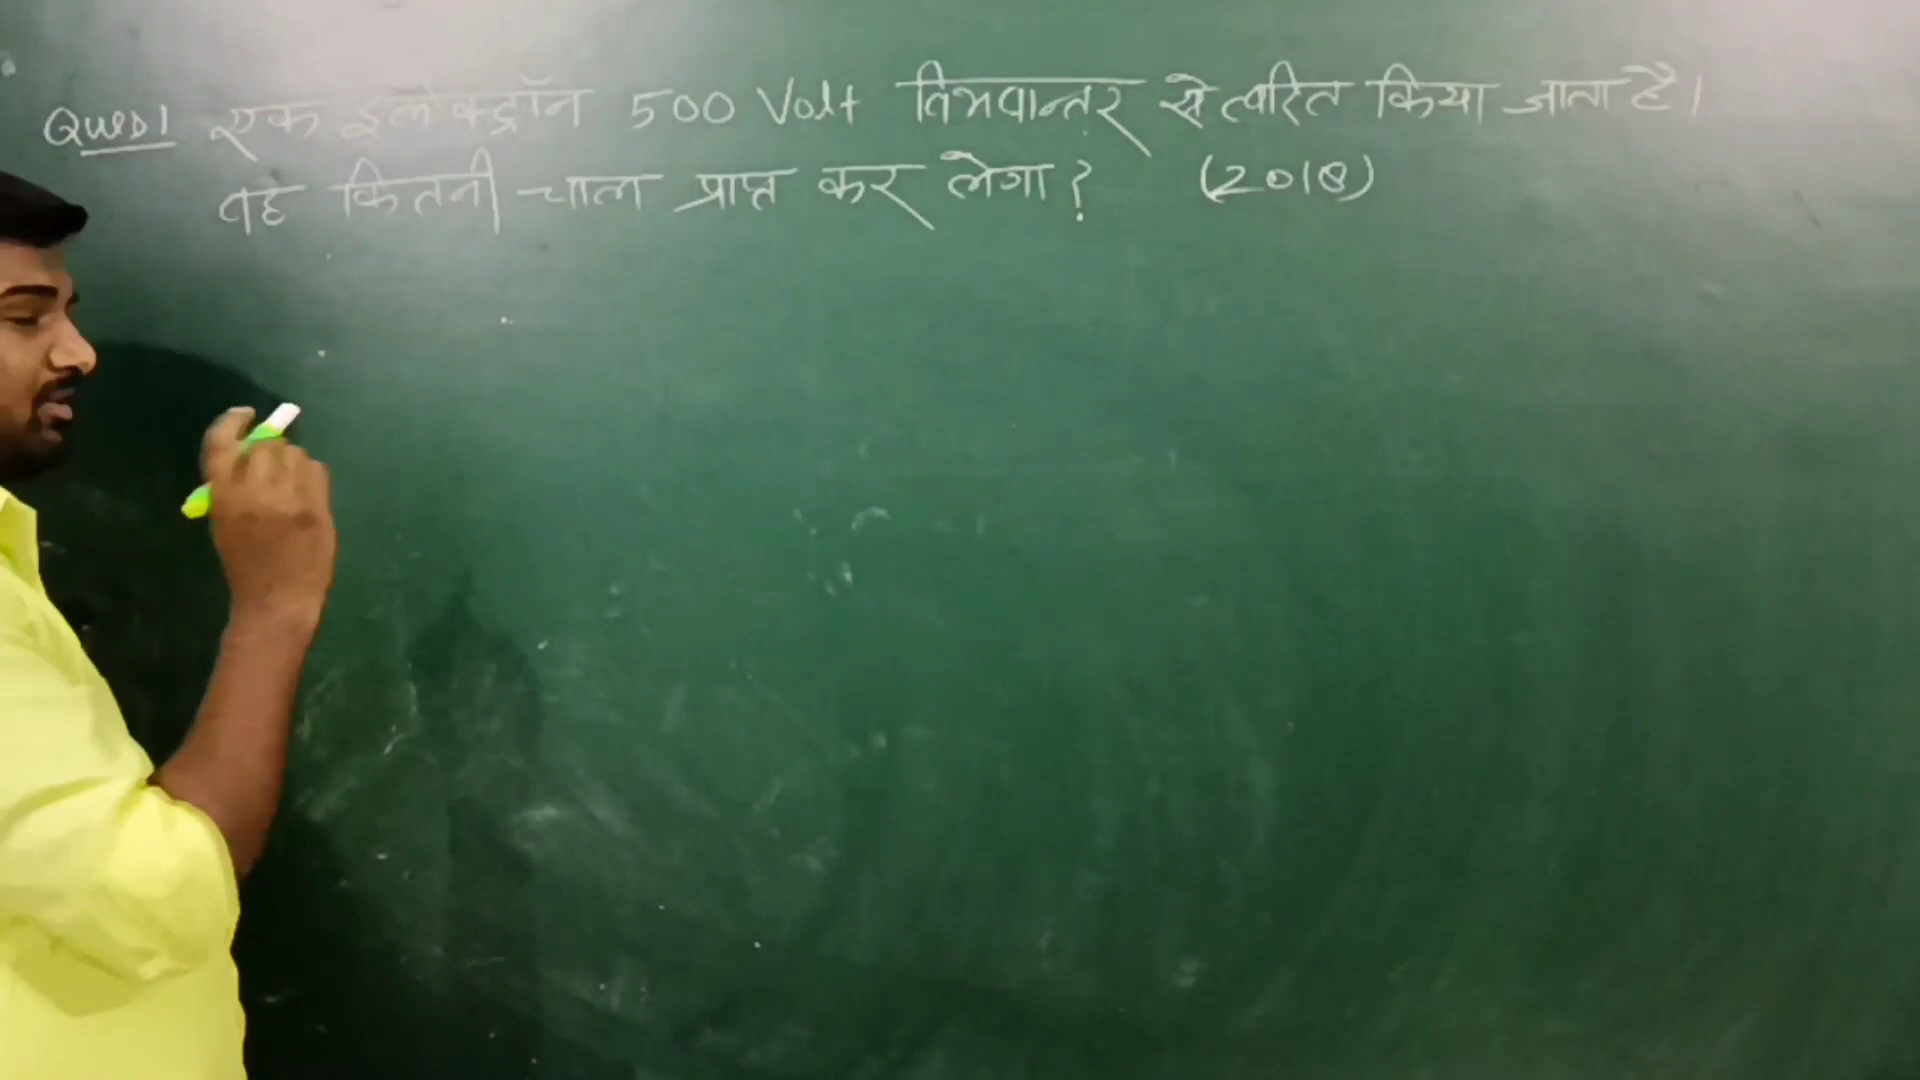 Ques1 एक इलेक्ट्रॉन 500 Volt विभवान्तर से त्वरित किया जाता है।
वह कितनी चाल प्राप्त कर लेगा? (2018)